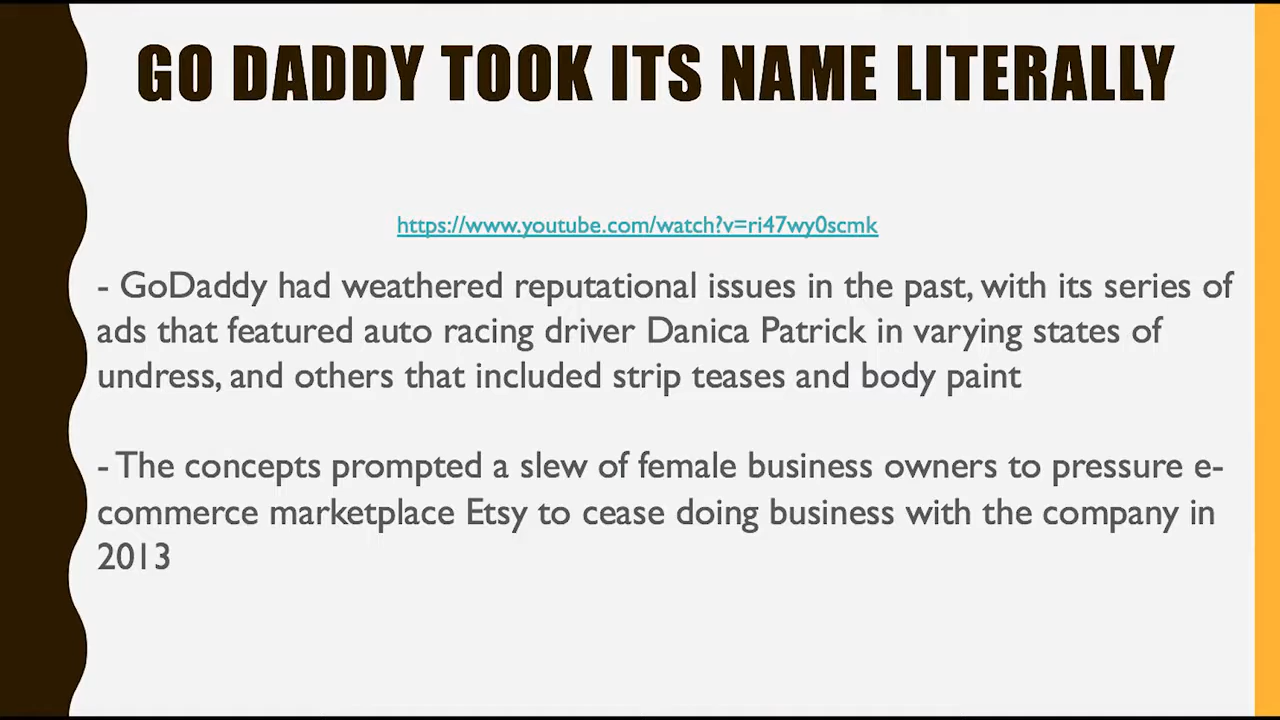 GO DADDY TOOK ITS NAME LITERALLY
https://www.youtube.com/watch?v=ri47wy0scmk
- GoDaddy had weathered reputational issues in the past, with its series of
ads that featured auto racing driver Danica Patrick in varying states of
undress, and others that included strip teases and body paint
- The concepts prompted a slew of female business owners to pressure e-
commerce marketplace Etsy to cease doing business with the company in
2013